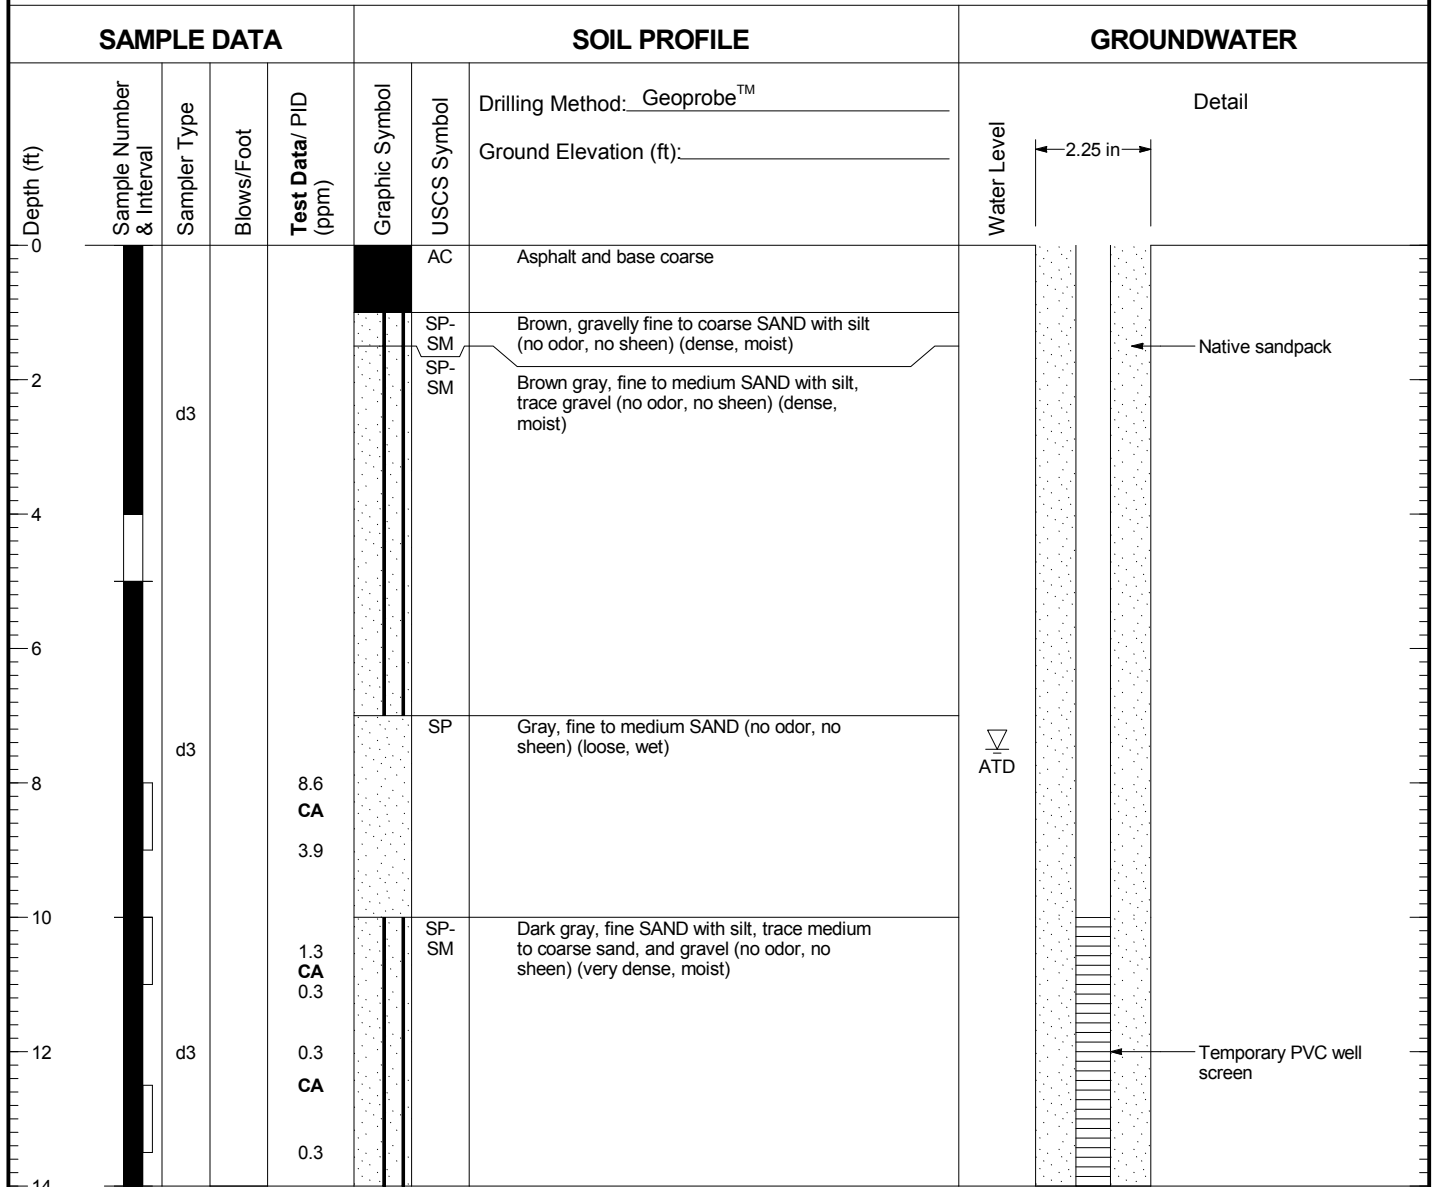 SAMPLE DATA
SOIL PROFILE
GROUNDWATER
Depth (ft)
Sample Number
& Interval
Sampler Type
Blows/Foot
Test Data/ PID
(ppm)
Graphic Symbol
USCS Symbol
Drilling Method: Geoprobe™
Ground Elevation (ft):
Water Level
Detail
2.25 in
0
AC
Asphalt and base coarse
SP-
SM
Brown, gravelly fine to coarse SAND with silt
(no odor, no sheen) (dense, moist)
Native sandpack
2
d3
SP-
SM
Brown gray, fine to medium SAND with silt,
trace gravel (no odor, no sheen) (dense,
moist)
4
6
SP
Gray, fine to medium SAND (no odor, no
sheen) (loose, wet)
d3
ATD
8
8.6
CA
3.9
10
SP-
SM
Dark gray, fine SAND with silt, trace medium
to coarse sand, and gravel (no odor, no
sheen) (very dense, moist)
1.3
CA
0.3
12
d3
0.3
Temporary PVC well
screen
CA
0.3
14